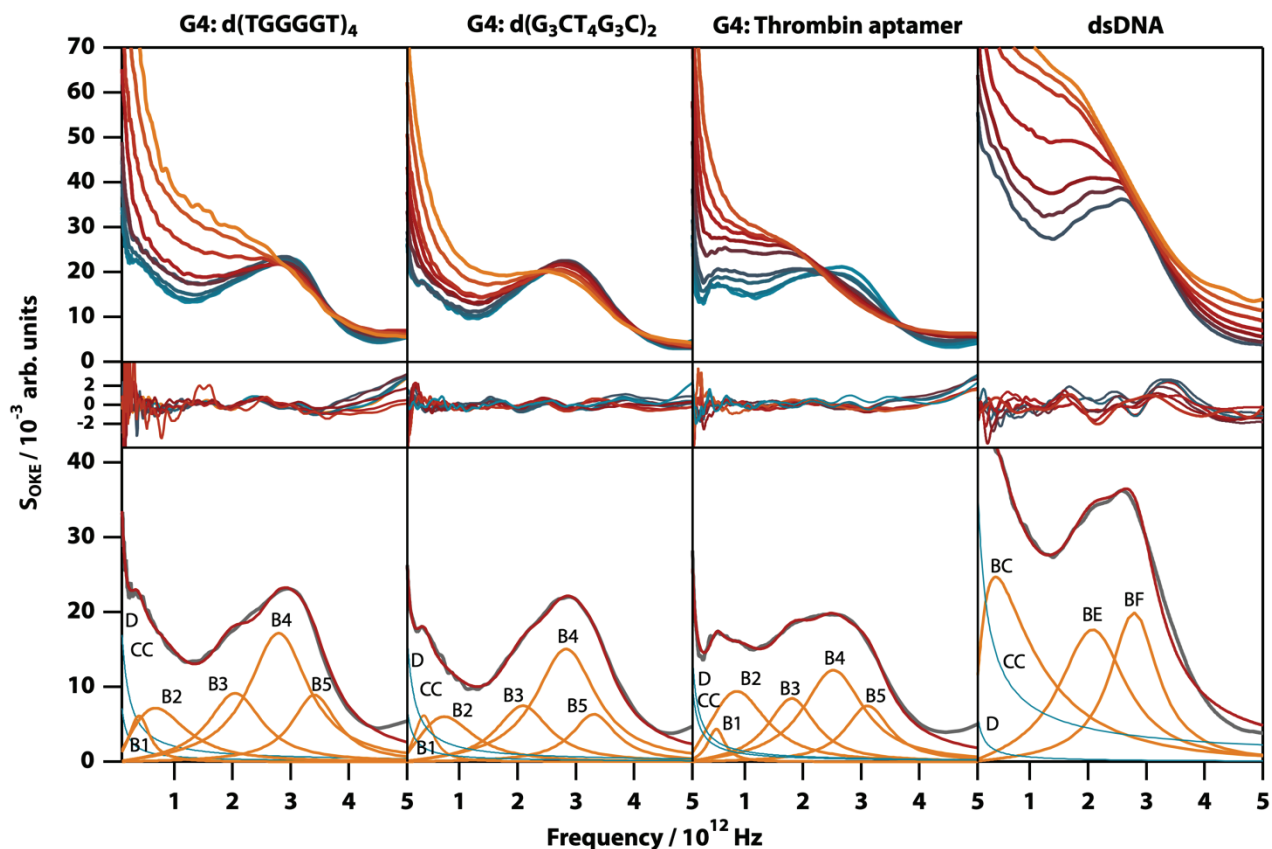 G4: d(TGGGGT)₄ G4: d(G₃CT₄G₃C)₂ G4: Thrombin aptamer dsDNA
70
60
50
40
30
20
10
0
2
0
-2
S_OKE / 10⁻³ arb. units
40
30
20
10
0
D
CC
B1
B2
B3
B4
B5
D
CC
B1
B2
B3
B4
B5
D
CC
B1
B2
B3
B4
B5
BC
CC
D
BE
BF
1 2 3 4 5 1 2 3 4 5 1 2 3 4 5 1 2 3 4 5
Frequency / 10¹² Hz